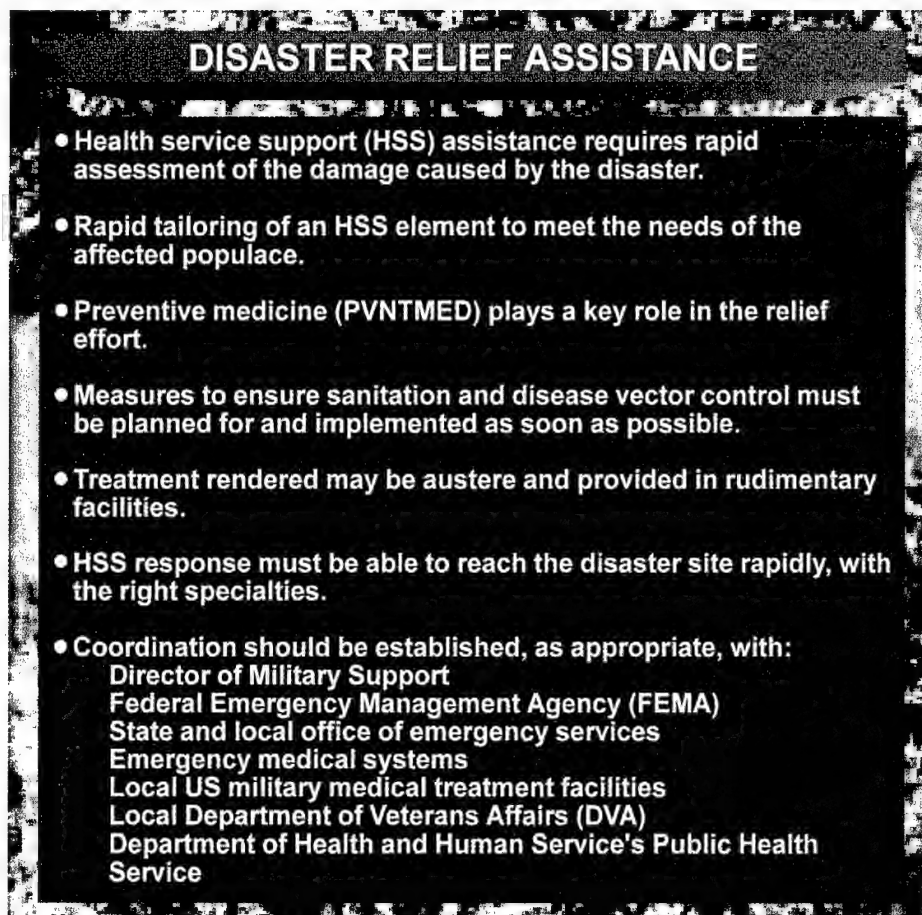 DISASTER RELIEF ASSISTANCE
• Health service support (HSS) assistance requires rapid
assessment of the damage caused by the disaster.
• Rapid tailoring of an HSS element to meet the needs of the
affected populace.
• Preventive medicine (PVNTMED) plays a key role in the relief
effort.
• Measures to ensure sanitation and disease vector control must
be planned for and implemented as soon as possible.
• Treatment rendered may be austere and provided in rudimentary
facilities.
• HSS response must be able to reach the disaster site rapidly, with
the right specialties.
• Coordination should be established, as appropriate, with:
Director of Military Support
Federal Emergency Management Agency (FEMA)
State and local office of emergency services
Emergency medical systems
Local US military medical treatment facilities
Local Department of Veterans Affairs (DVA)
Department of Health and Human Service's Public Health
Service